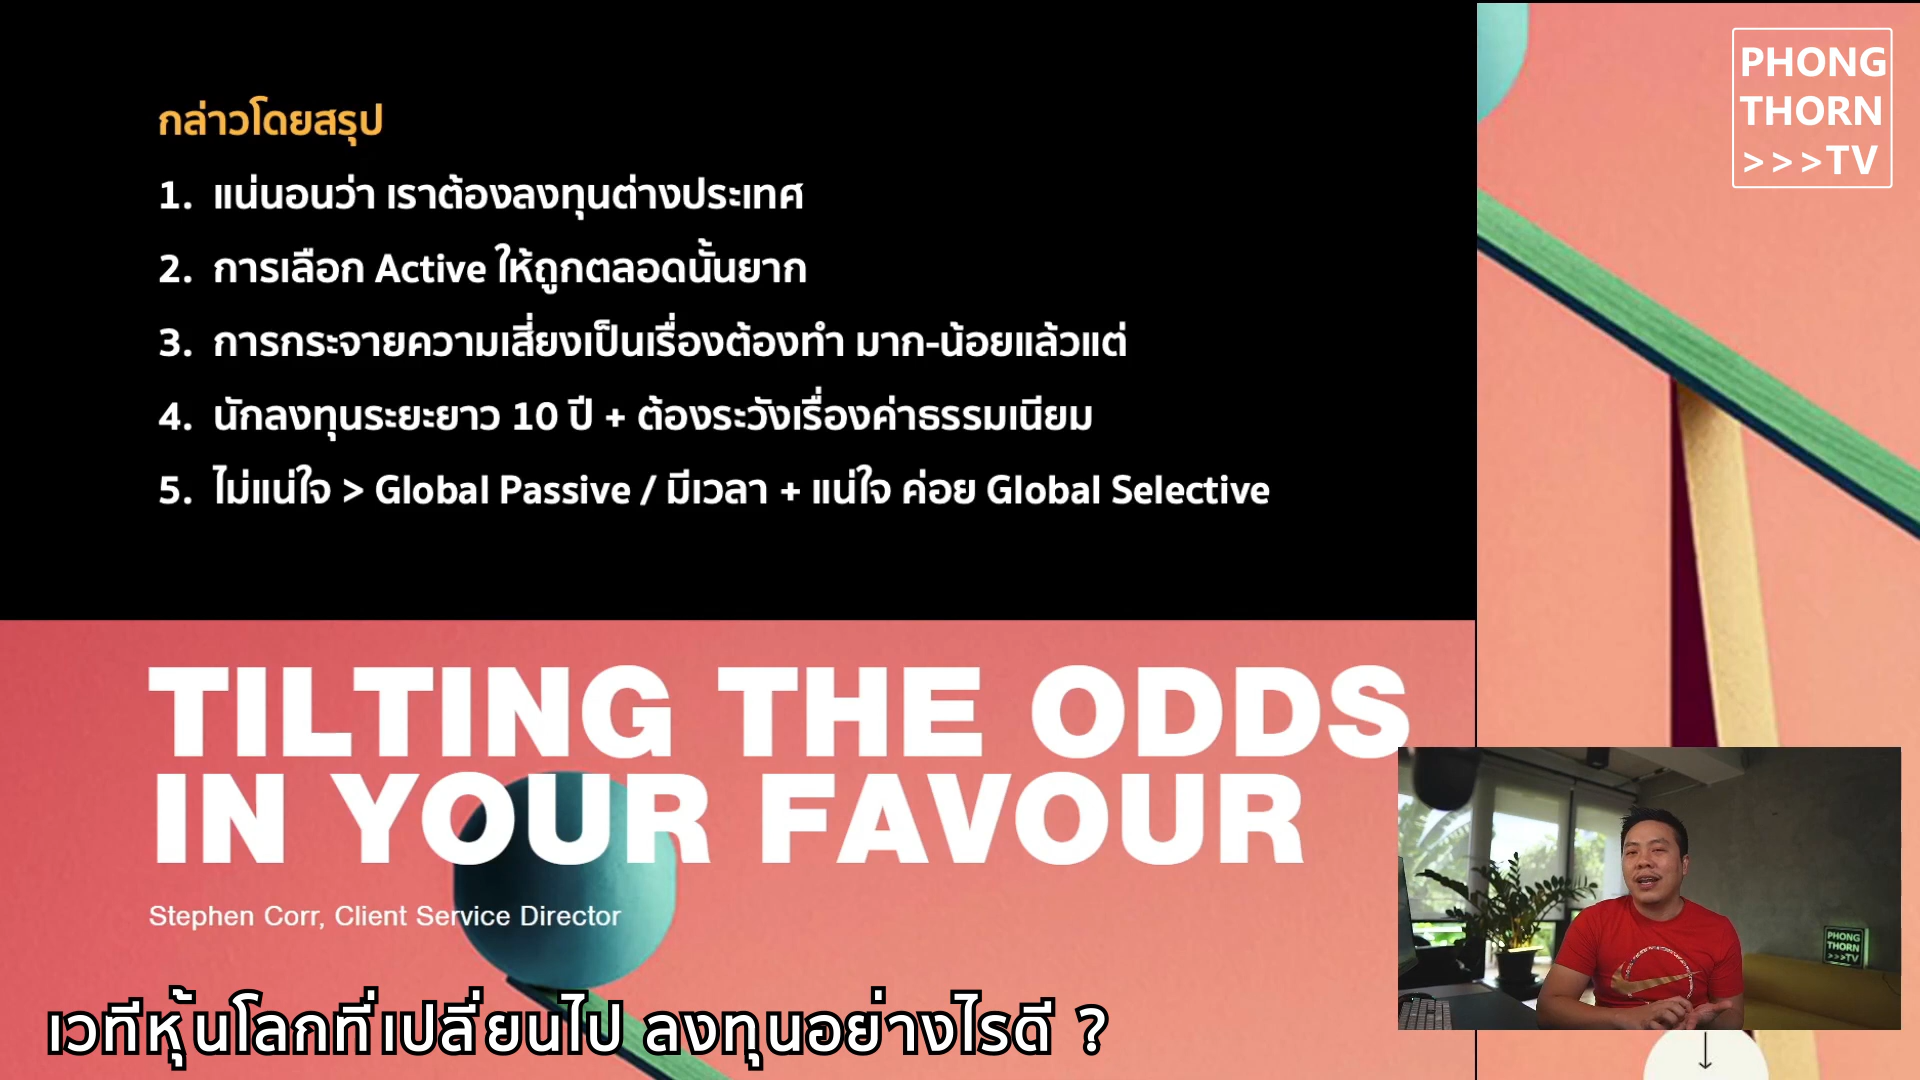 กล่าวโดยสรุป
1. แน่นอนว่า เราต้องลงทุนต่างประเทศ
2. การเลือก Active ให้ถูกตลอดนั้นยาก
3. การกระจายความเสี่ยงเป็นเรื่องต้องทำ มาก-น้อยแล้วแต่
4. นักลงทุนระยะยาว 10 ปี + ต้องระวังเรื่องค่าธรรมเนียม
5. ไม่แน่ใจ > Global Passive / มีเวลา + แน่ใจ ค่อย Global Selective
PHONG
THORN
>>>TV
TILTING THE ODDS
IN YOUR FAVOUR
Stephen Corr, Client Service Director
PHONG
THORN
>>>TV
เวทีหุ้นโลกที่เปลี่ยนไป ลงทุนอย่างไรดี ?